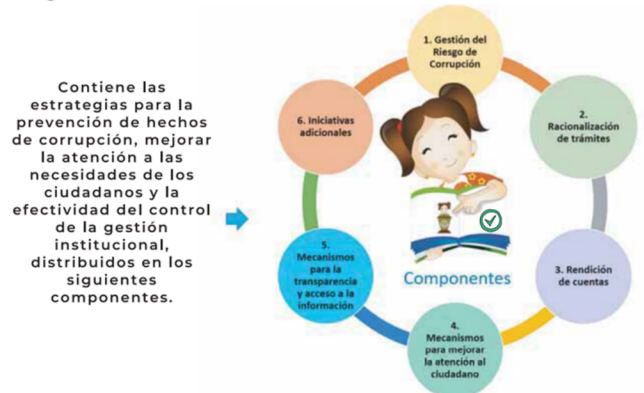 Contiene las
estrategias para la
prevención de hechos
de corrupción, mejorar
la atención a las
necesidades de los
ciudadanos y la
efectividad del control
de la gestión
institucional,
distribuidos en los
siguientes
componentes.
1. Gestión del
Riesgo de
Corrupción
2.
Racionalización
de trámites
3. Rendición
de cuentas
4.
Mecanismos
para mejorar
la atención al
ciudadano
5.
Mecanismos
para la
transparencia
y acceso a la
información
6. Iniciativas
adicionales
Componentes